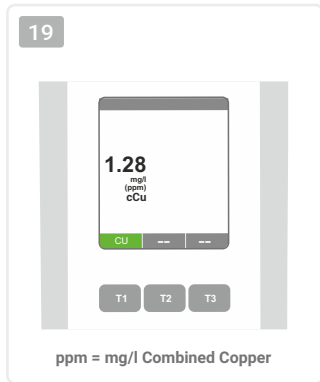 19
1.28
mg/l
(ppm)
cCu
CU -- --
T1 T2 T3
ppm = mg/l Combined Copper